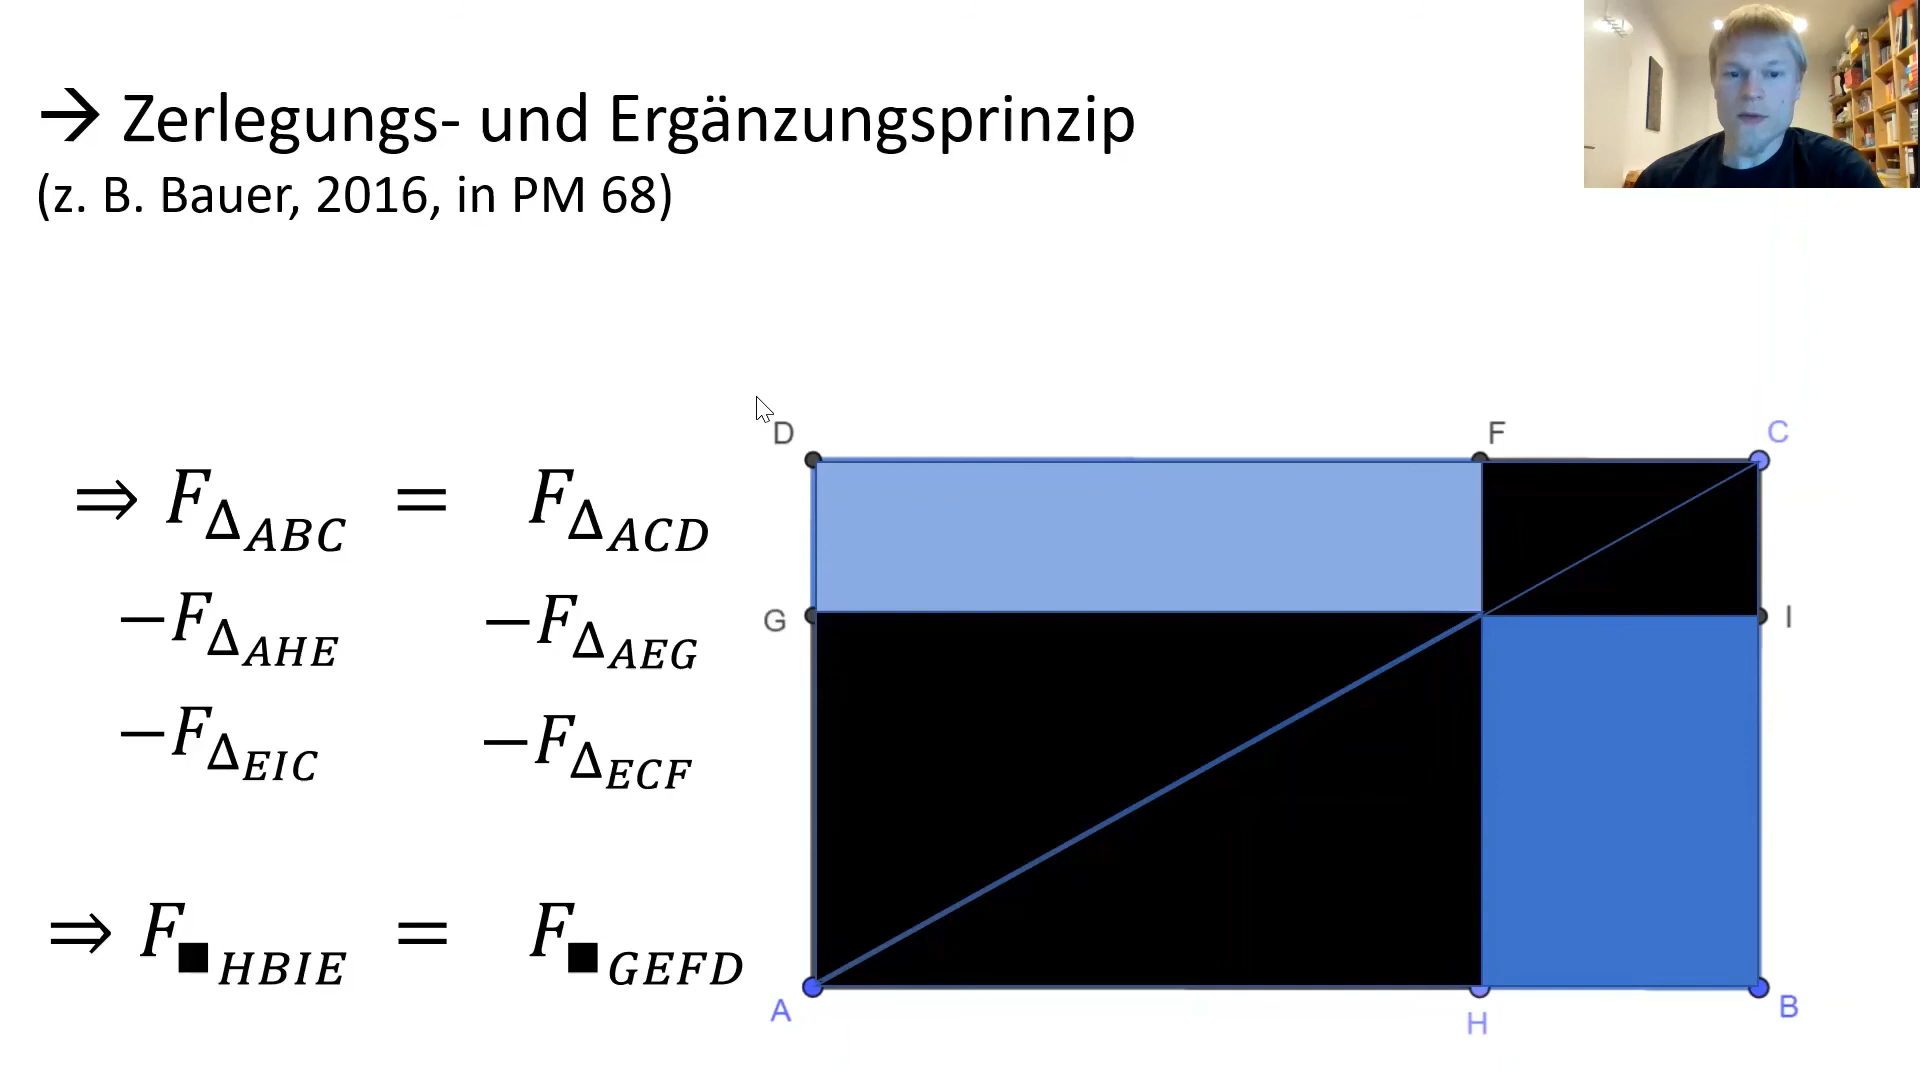 → Zerlegungs- und Ergänzungsprinzip
(z. B. Bauer, 2016, in PM 68)
D F C
⇒ F_Δ_ABC = F_Δ_ACD
−F_Δ_AHE −F_Δ_AEG
G I
−F_Δ_EIC −F_Δ_ECF
⇒ F_■_HBIE = F_■_GEFD
A H B